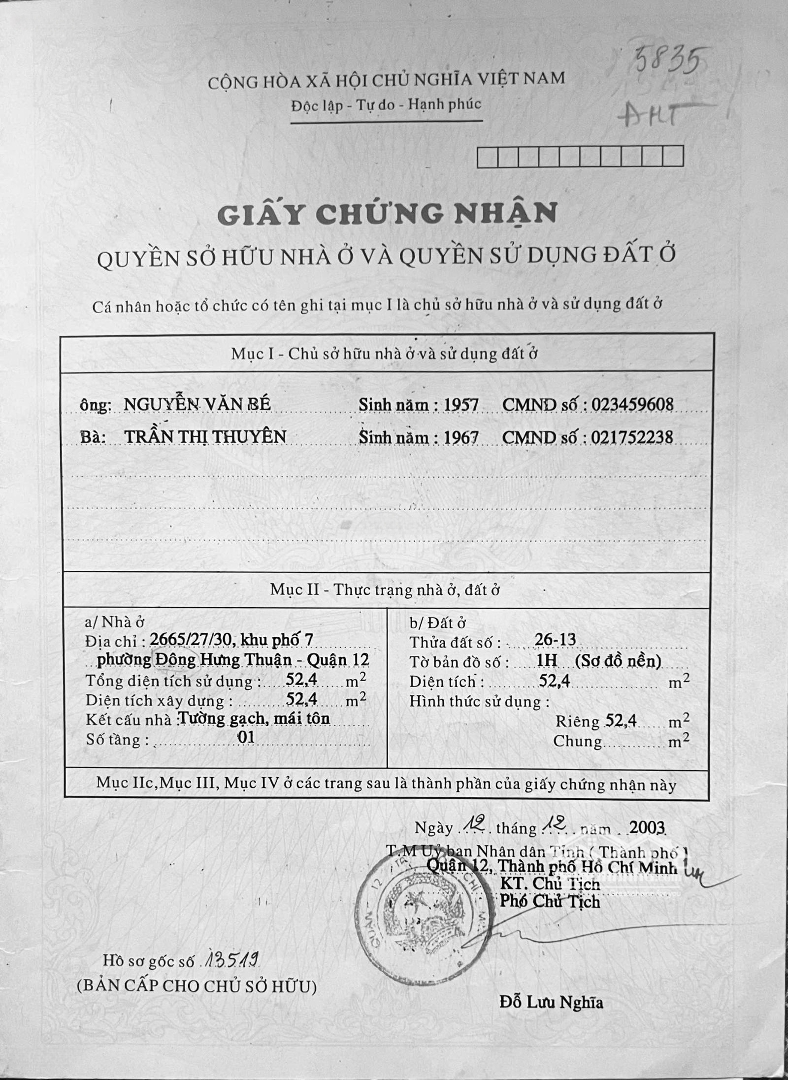 5835
AHT
CỘNG HÒA XÃ HỘI CHỦ NGHĨA VIỆT NAM
Độc lập - Tự do - Hạnh phúc
GIẤY CHỨNG NHẬN
QUYỀN SỞ HỮU NHÀ Ở VÀ QUYỀN SỬ DỤNG ĐẤT Ở
Cá nhân hoặc tổ chức có tên ghi tại mục I là chủ sở hữu nhà ở và sử dụng đất ở
Mục I - Chủ sở hữu nhà ở và sử dụng đất ở
ông: NGUYỄN VĂN BÉ Sinh năm : 1957 CMND số : 023459608
Bà: TRẦN THỊ THUYÊN Sinh năm : 1967 CMND số : 021752238
Mục II - Thực trạng nhà ở, đất ở
a/ Nhà ở
Địa chỉ : 2665/27/30, khu phố 7
phường Đông Hưng Thuận - Quận 12
Tổng diện tích sử dụng : 52,4 m²
Diện tích xây dựng : 52,4 m²
Kết cấu nhà : Tường gạch, mái tôn
Số tầng : 01
b/ Đất ở
Thửa đất số : 26-13
Tờ bản đồ số : 1H (Sơ đồ nền)
Diện tích : 52,4 m²
Hình thức sử dụng :
Riêng 52,4 m²
Chung m²
Mục IIc, Mục III, Mục IV ở các trang sau là thành phần của giấy chứng nhận này
Ngày 12 tháng 12 năm 2003
T.M Uỷ ban Nhân dân Tỉnh ( Thành phố )
Quận 12, Thành phố Hồ Chí Minh
KT. Chủ Tịch
Phó Chủ Tịch
QUẬN 12
Hồ sơ gốc số 13519
(BẢN CẤP CHO CHỦ SỞ HỮU)
Đỗ Lưu Nghĩa